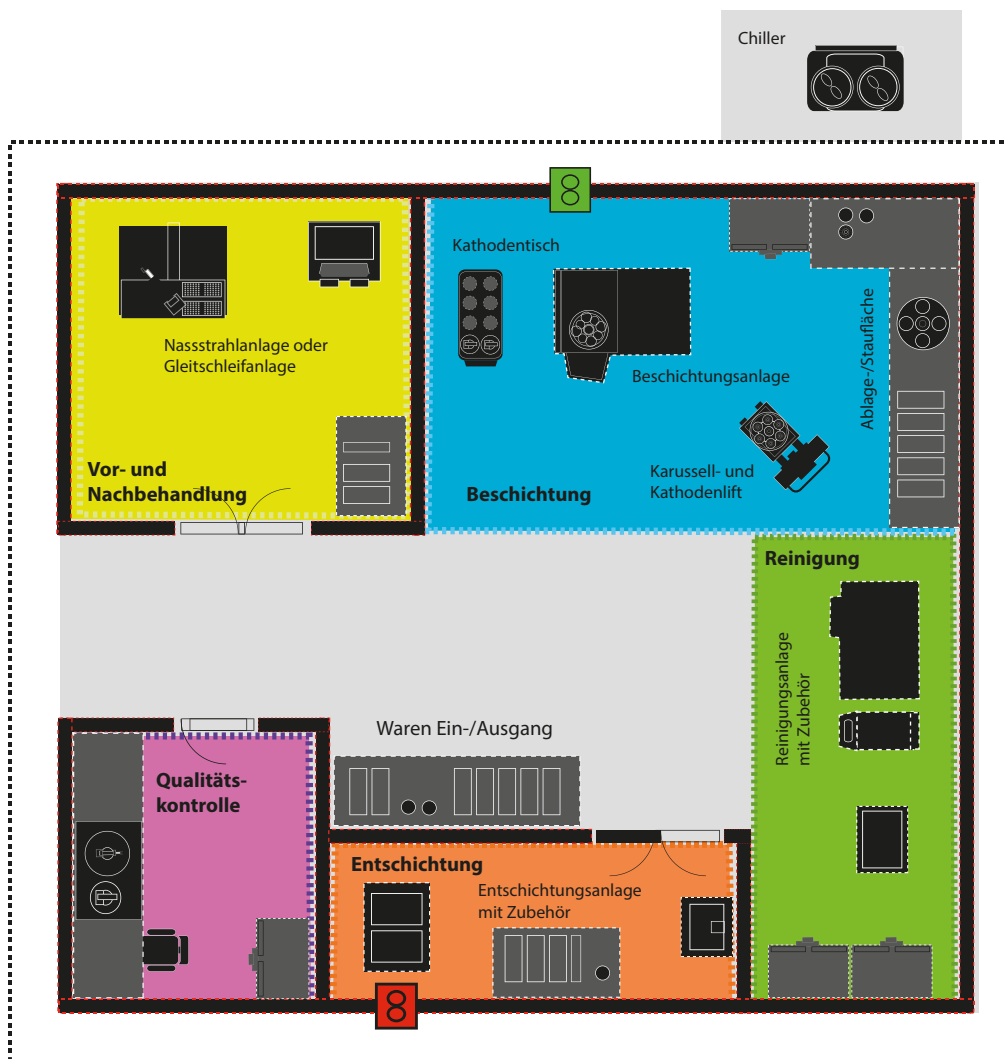 Chiller
Kathodentisch
Nassstrahlanlage oder
Gleitschleifanlage
Beschichtungsanlage
Ablage-/Staufläche
Vor- und
Nachbehandlung
Beschichtung
Karussell- und
Kathodenlift
Reinigung
Reinigungsanlage
mit Zubehör
Waren Ein-/Ausgang
Qualitäts-
kontrolle
Entschichtung
Entschichtungsanlage
mit Zubehör